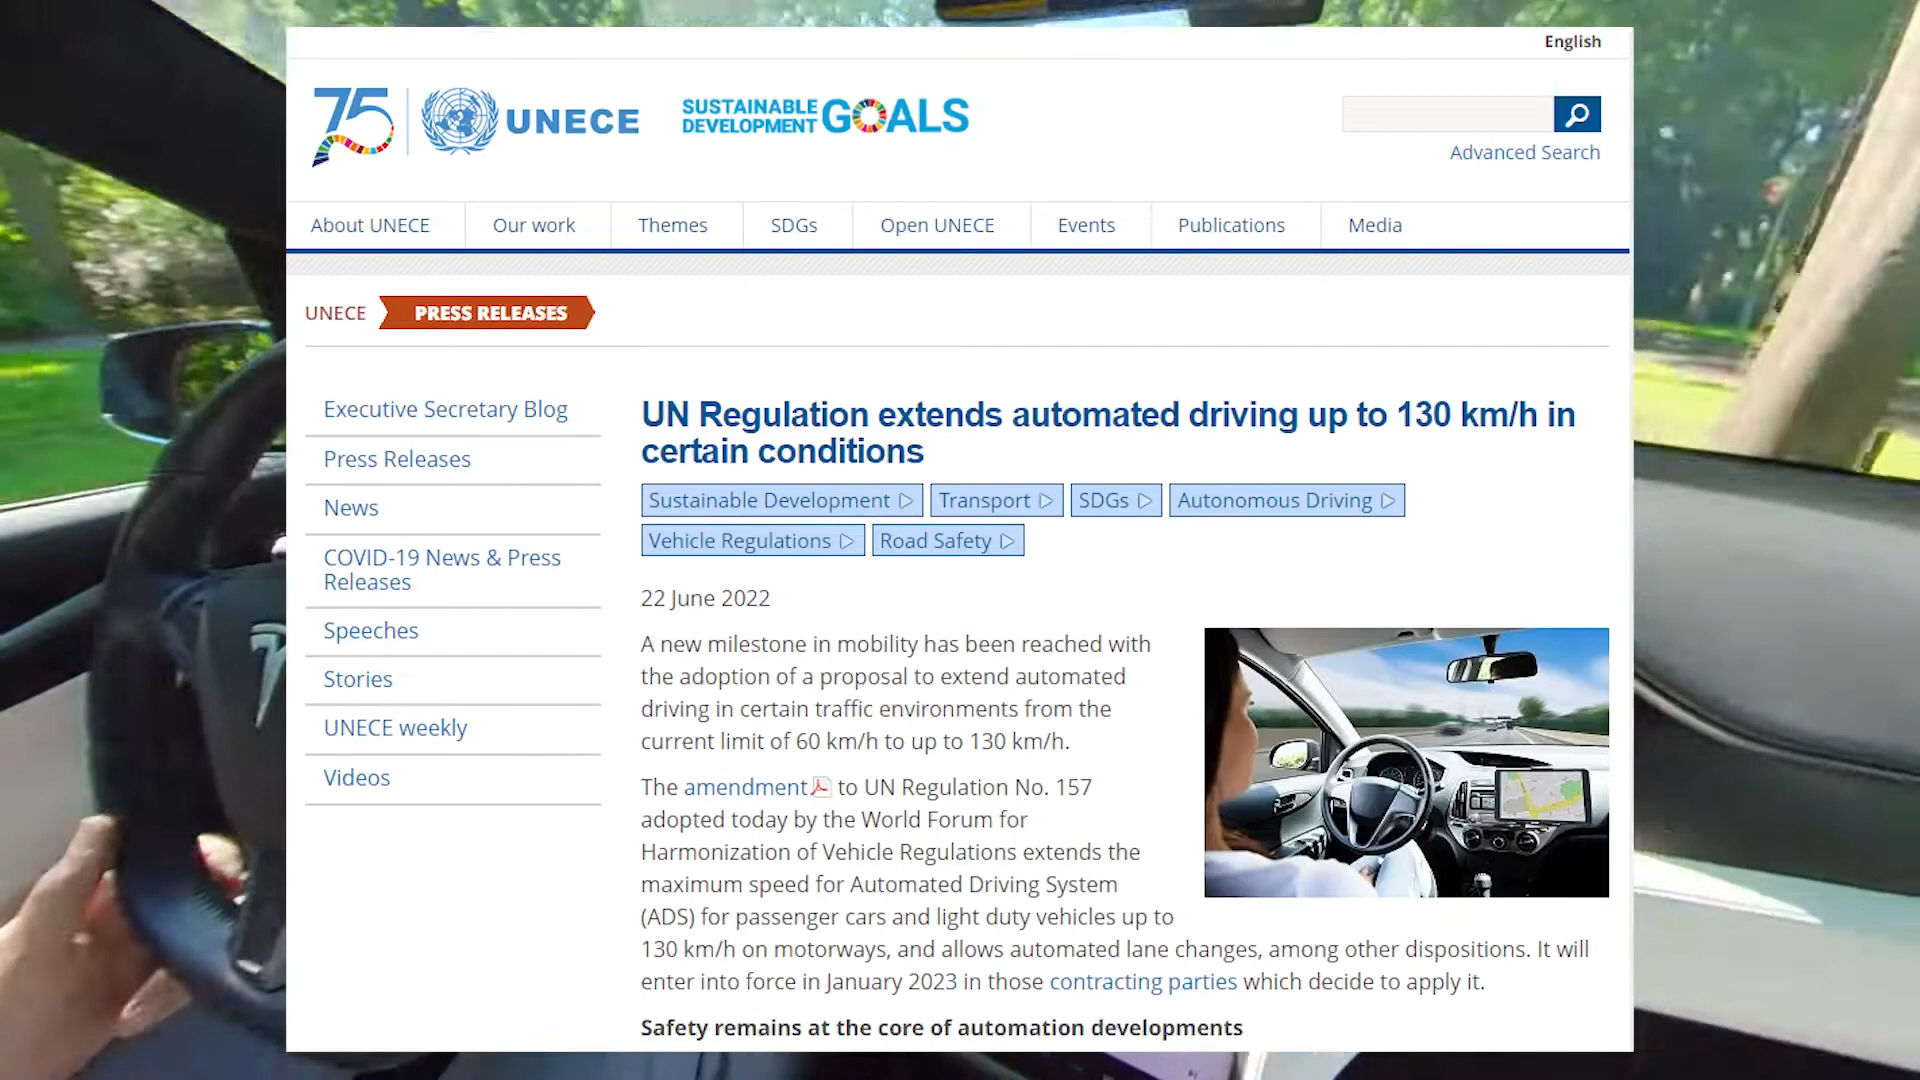 English
75
UNECE
SUSTAINABLE
DEVELOPMENT
GOALS
Advanced Search
About UNECE
Our work
Themes
SDGs
Open UNECE
Events
Publications
Media
UNECE
PRESS RELEASES
Executive Secretary Blog
Press Releases
News
COVID-19 News & Press
Releases
Speeches
Stories
UNECE weekly
Videos
UN Regulation extends automated driving up to 130 km/h in
certain conditions
Sustainable Development
Transport
SDGs
Autonomous Driving
Vehicle Regulations
Road Safety
22 June 2022
A new milestone in mobility has been reached with
the adoption of a proposal to extend automated
driving in certain traffic environments from the
current limit of 60 km/h to up to 130 km/h.
The amendment to UN Regulation No. 157
adopted today by the World Forum for
Harmonization of Vehicle Regulations extends the
maximum speed for Automated Driving System
(ADS) for passenger cars and light duty vehicles up to
130 km/h on motorways, and allows automated lane changes, among other dispositions. It will
enter into force in January 2023 in those contracting parties which decide to apply it.
Safety remains at the core of automation developments